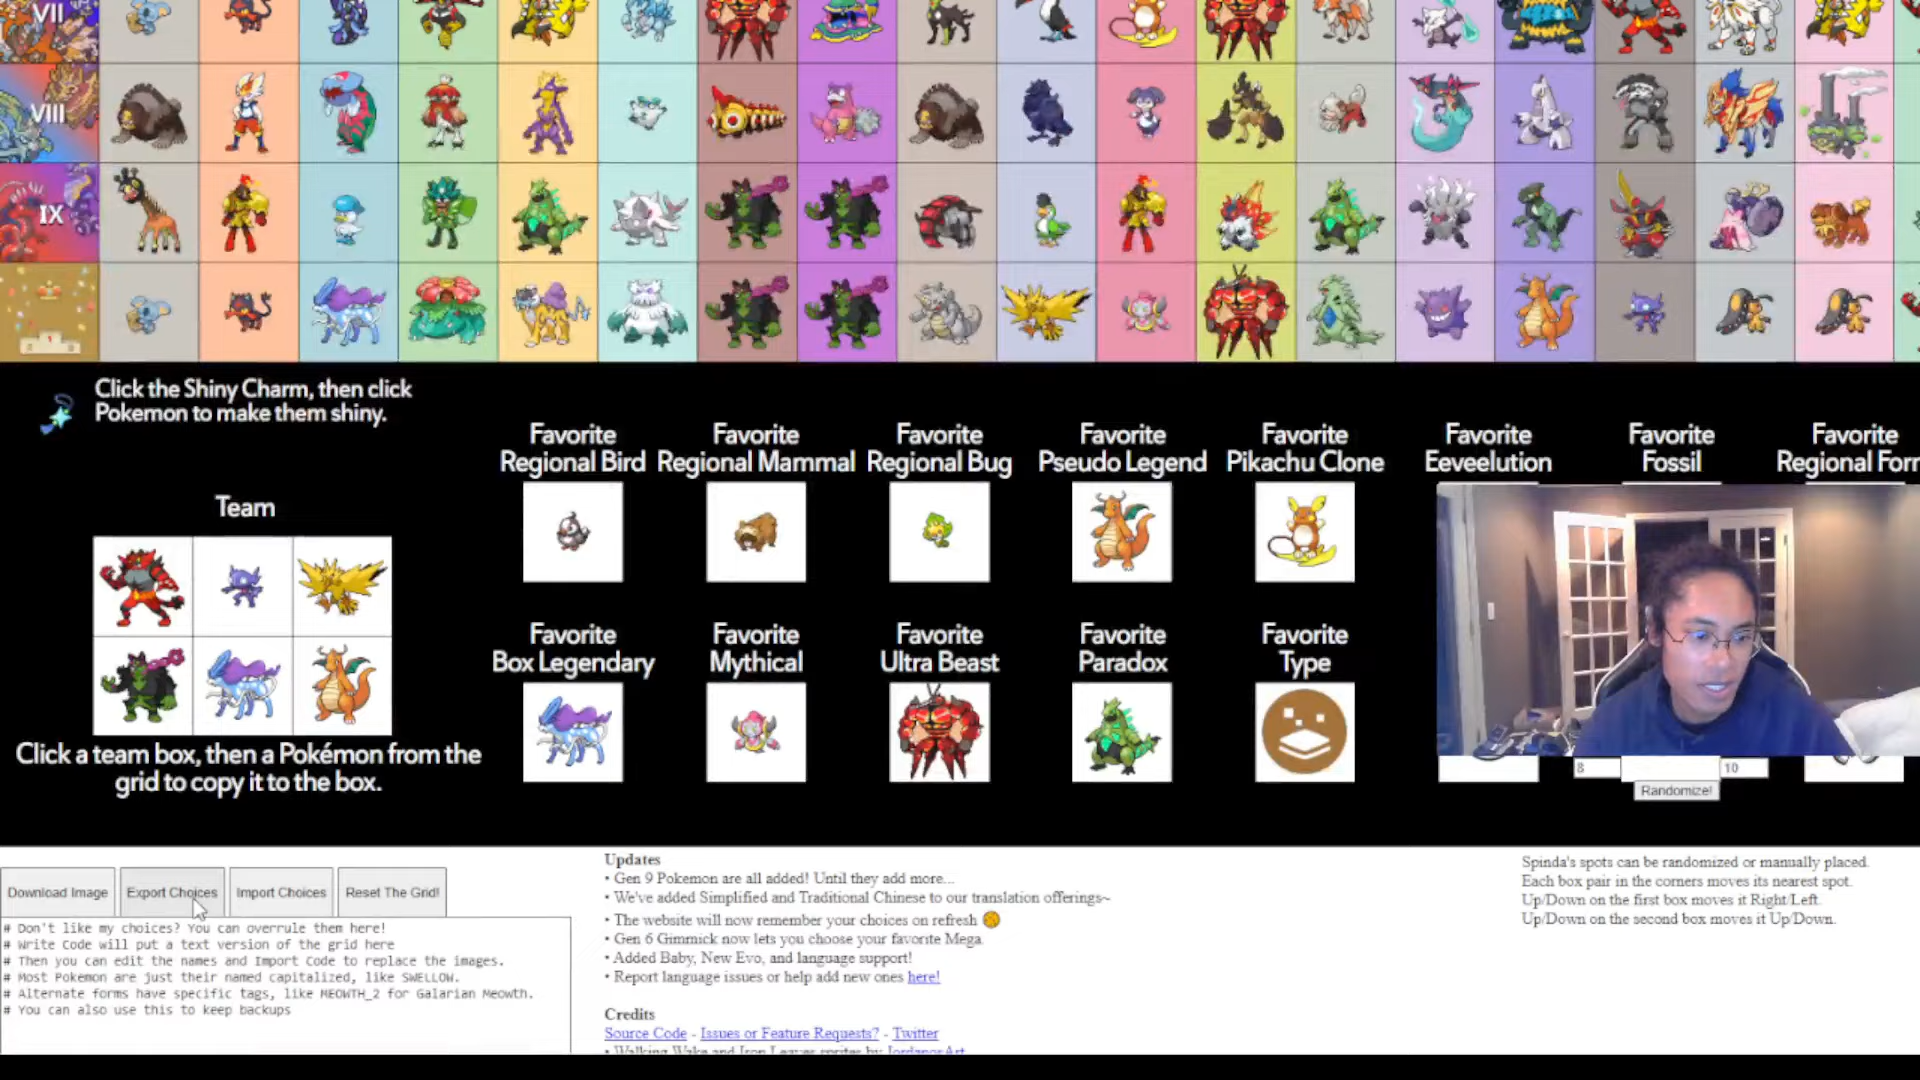 VII
VIII
IX
Click the Shiny Charm, then click
Pokemon to make them shiny.
Team
Click a team box, then a Pokémon from the
grid to copy it to the box.
Favorite
Regional Bird
Favorite
Regional Mammal
Favorite
Regional Bug
Favorite
Pseudo Legend
Favorite
Pikachu Clone
Favorite
Eeveelution
Favorite
Fossil
Favorite
Regional Form
Favorite
Box Legendary
Favorite
Mythical
Favorite
Ultra Beast
Favorite
Paradox
Favorite
Type
8
10
Randomize!
Download Image
Export Choices
Import Choices
Reset The Grid!
# Don't like my choices? You can overrule them here!
# Write Code will put a text version of the grid here
# Then you can edit the names and Import Code to replace the images.
# Most Pokemon are just their named capitalized, like SWELLOW.
# Alternate forms have specific tags, like MEOWTH_2 for Galarian Meowth.
# You can also use this to keep backups
Updates
• Gen 9 Pokemon are all added! Until they add more...
• We've added Simplified and Traditional Chinese to our translation offerings~
• The website will now remember your choices on refresh
• Gen 6 Gimmick now lets you choose your favorite Mega.
• Added Baby, New Evo, and language support!
• Report language issues or help add new ones here!
Credits
Source Code - Issues or Feature Requests? - Twitter
• Walking Wake and Iron Leaves sprites by JordanosArt
Spinda's spots can be randomized or manually placed.
Each box pair in the corners moves its nearest spot.
Up/Down on the first box moves it Right/Left.
Up/Down on the second box moves it Up/Down.